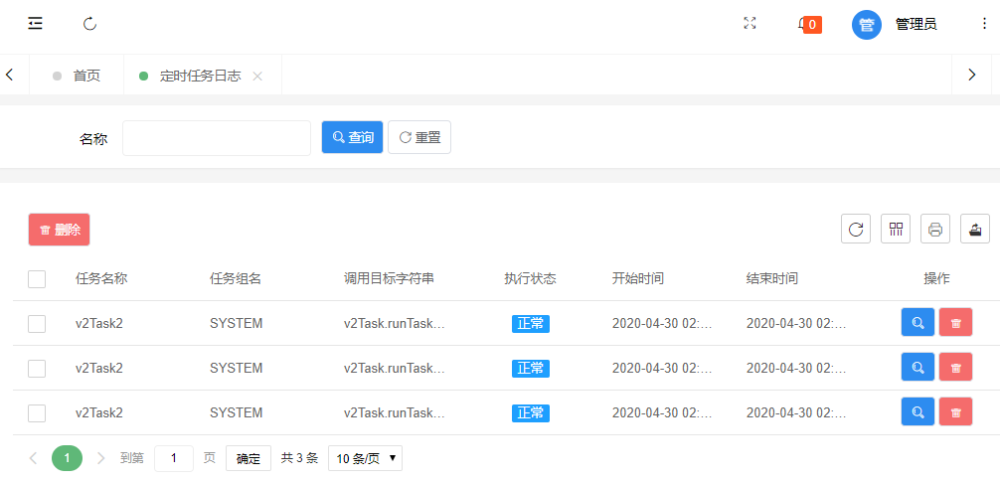 0 管 管理员
首页 定时任务日志
名称 查询 重置
删除
任务名称 任务组名 调用目标字符串 执行状态 开始时间 结束时间 操作
v2Task2 SYSTEM v2Task.runTask... 正常 2020-04-30 02:... 2020-04-30 02:...
v2Task2 SYSTEM v2Task.runTask... 正常 2020-04-30 02:... 2020-04-30 02:...
v2Task2 SYSTEM v2Task.runTask... 正常 2020-04-30 02:... 2020-04-30 02:...
1 到第 1 页 确定 共 3 条 10 条/页